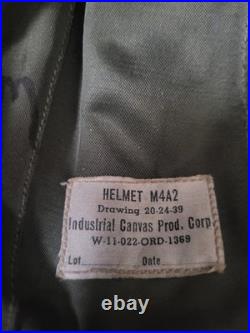 HELMET M4A2
Drawing 20-24-39
Industrial Canvas Prod. Corp.
W-11-022-ORD-1369
Lot Date